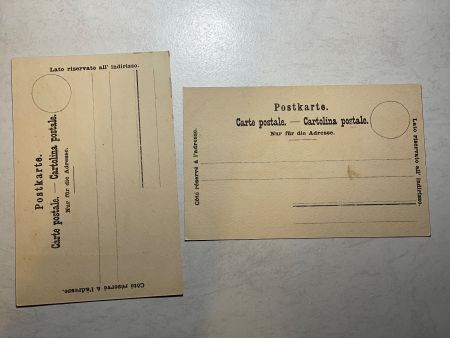 Lato riservato all' indirizzo.
Postkarte.
Carte postale. — Cartolina postale.
Nur für die Adresse.
Côté réservé à l'adresse.
Postkarte.
Carte postale. — Cartolina postale.
Nur für die Adresse.
Côté réservé à l'adresse.
Lato riservato all' indirizzo.